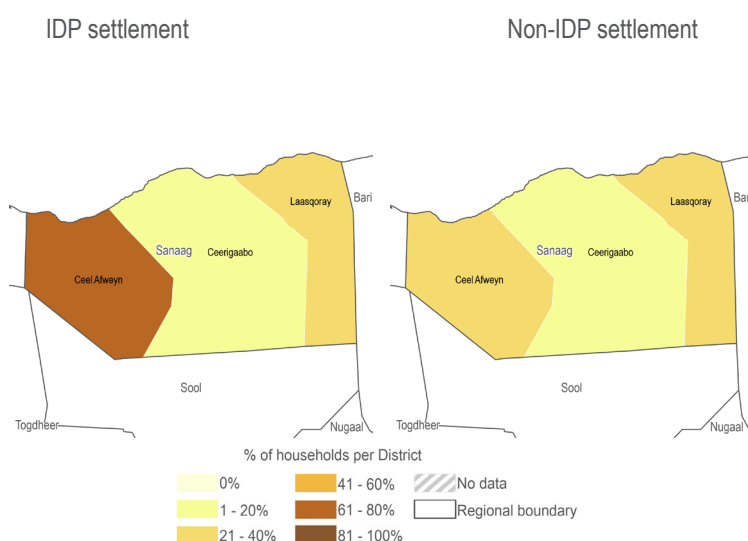 IDP settlement
Non-IDP settlement
Laasqoray
Bari
Sanaag
Ceerigaabo
Ceel Afweyn
Sool
Togdheer
Nugaal
Laasqoray
Bari
Sanaag
Ceerigaabo
Ceel Afweyn
Sool
Togdheer
Nugaal
% of households per District
0%
1 - 20%
21 - 40%
41 - 60%
61 - 80%
81 - 100%
No data
Regional boundary